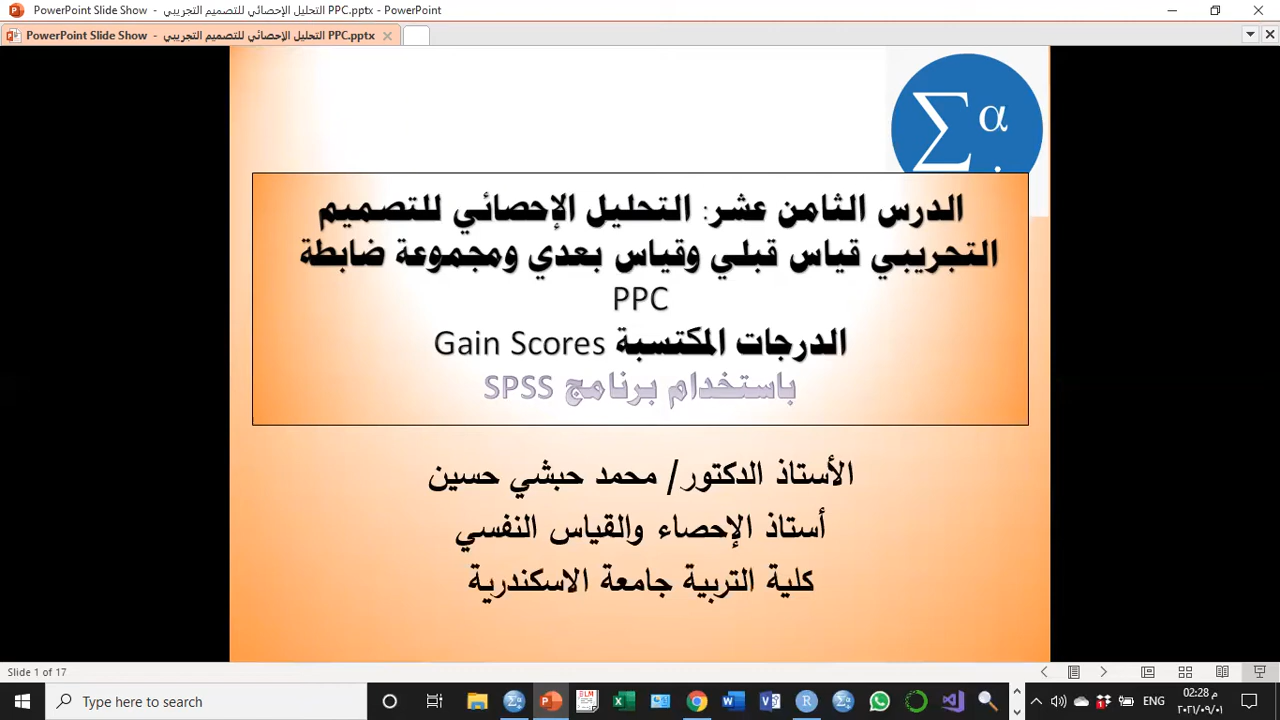 PowerPoint Slide Show - التحليل الإحصائي للتصميم التجريبي PPC.pptx - PowerPoint
PowerPoint Slide Show - التحليل الإحصائي للتصميم التجريبي PPC.pptx
Σ α
الدرس الثامن عشر: التحليل الإحصائي للتصميم
التجريبي قياس قبلي وقياس بعدي ومجموعة ضابطة
PPC
الدرجات المكتسبة Gain Scores
باستخدام برنامج SPSS
الأستاذ الدكتور/ محمد حبشي حسين
أستاذ الإحصاء والقياس النفسي
كلية التربية جامعة الاسكندرية
Slide 1 of 17
Type here to search
ENG
02:28 م
٢٠٢١/٠٩/٠١